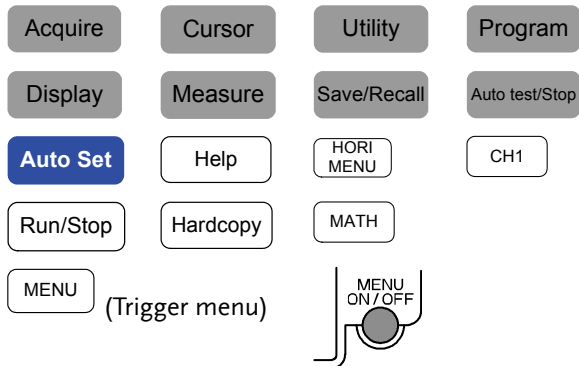 Acquire
Cursor
Utility
Program
Display
Measure
Save/Recall
Auto test/Stop
Auto Set
Help
HORI
MENU
CH1
Run/Stop
Hardcopy
MATH
MENU
(Trigger menu)
MENU
ON / OFF